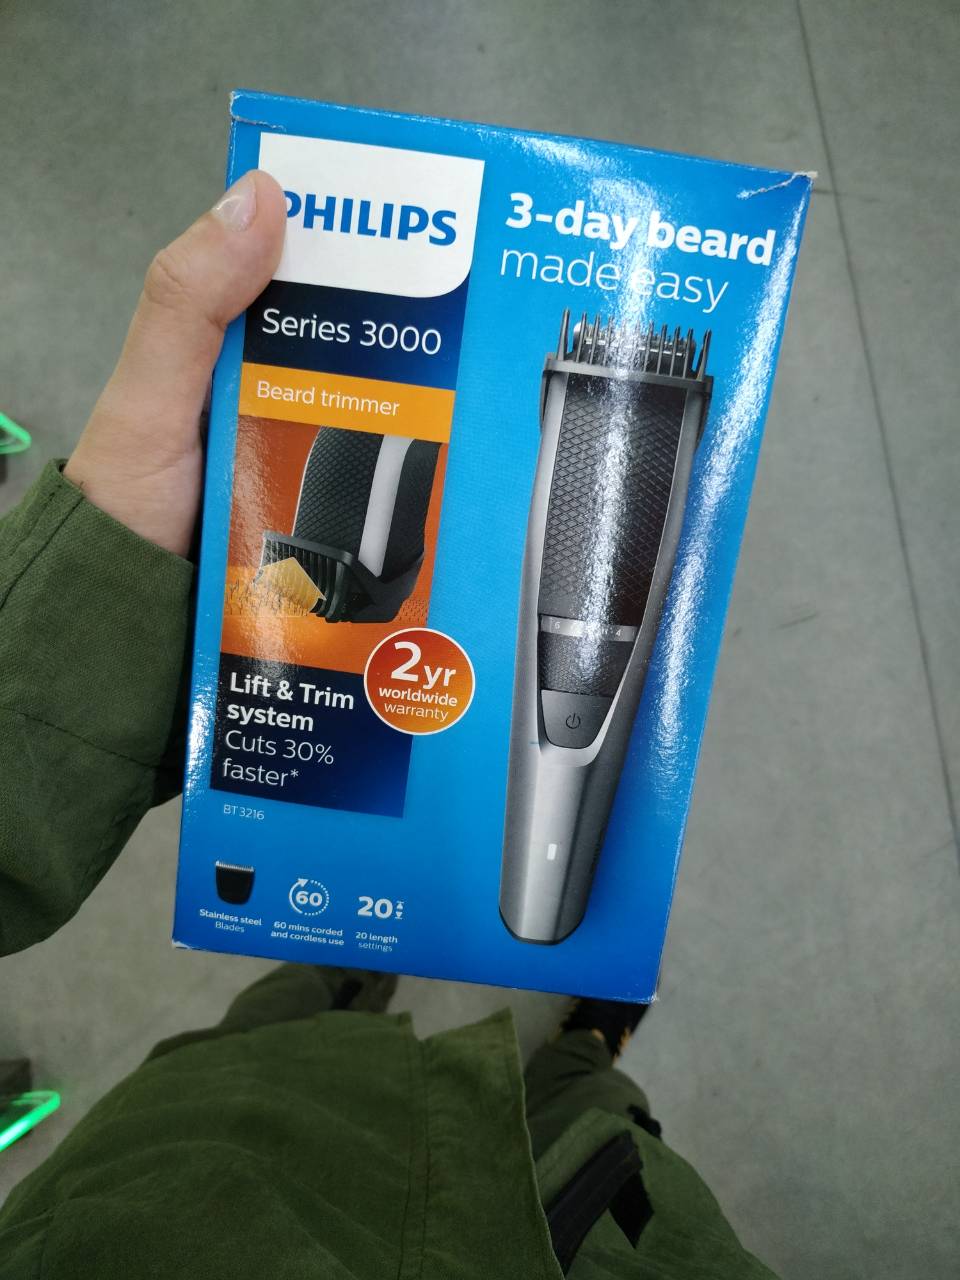 PHILIPS
3-day beard
made easy
Series 3000
Beard trimmer
2yr
worldwide
warranty
Lift & Trim
system
Cuts 30%
faster*
BT3216
60
20
Stainless steel
Blades
60 mins corded
and cordless use
20 length
settings